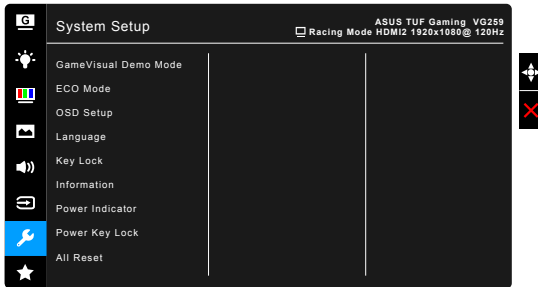 G
System Setup
ASUS TUF Gaming VG259
Racing Mode HDMI2 1920x1080@ 120Hz
GameVisual Demo Mode
ECO Mode
OSD Setup
Language
Key Lock
Information
Power Indicator
Power Key Lock
All Reset